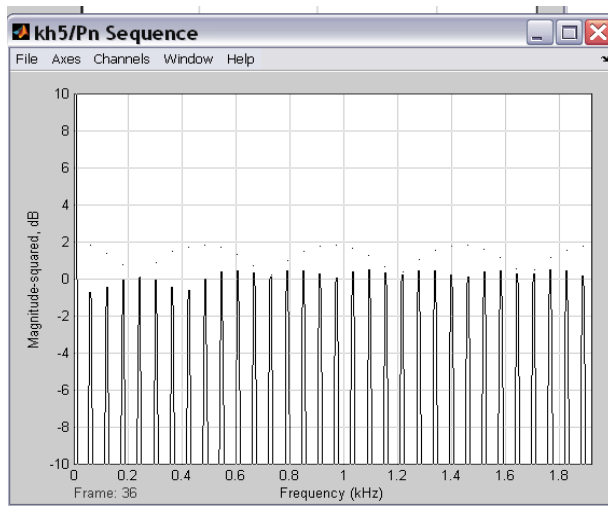 kh5/Pn Sequence
File Axes Channels Window Help
10
8
6
4
2
0
-2
-4
-6
-8
-10
Magnitude-squared, dB
0 0.2 0.4 0.6 0.8 1 1.2 1.4 1.6 1.8
Frame: 36 Frequency (kHz)